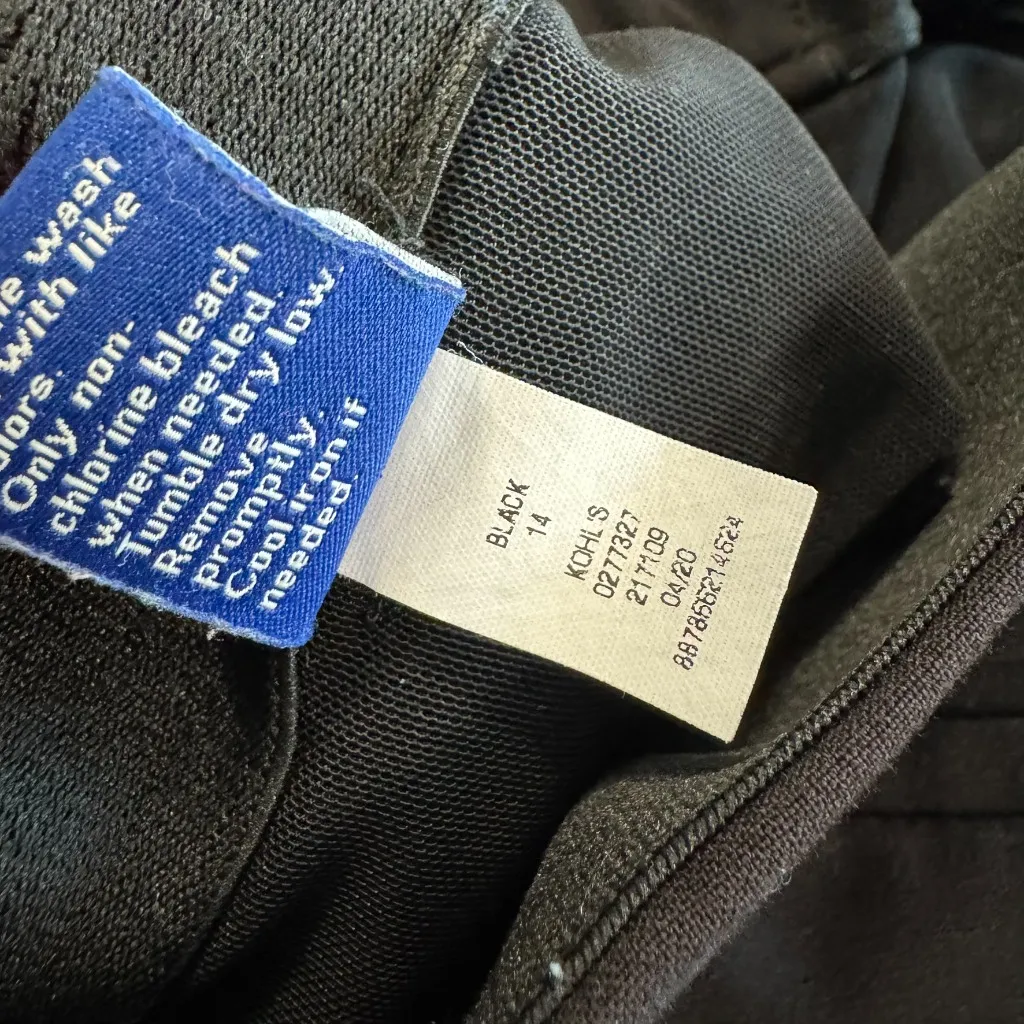 wash
with like
Only non-
chlorine bleach
when needed.
Tumble dry low.
Remove
promptly.
Cool iron if
needed.
BLACK
14
KOHL'S
0277327
217109
04/20